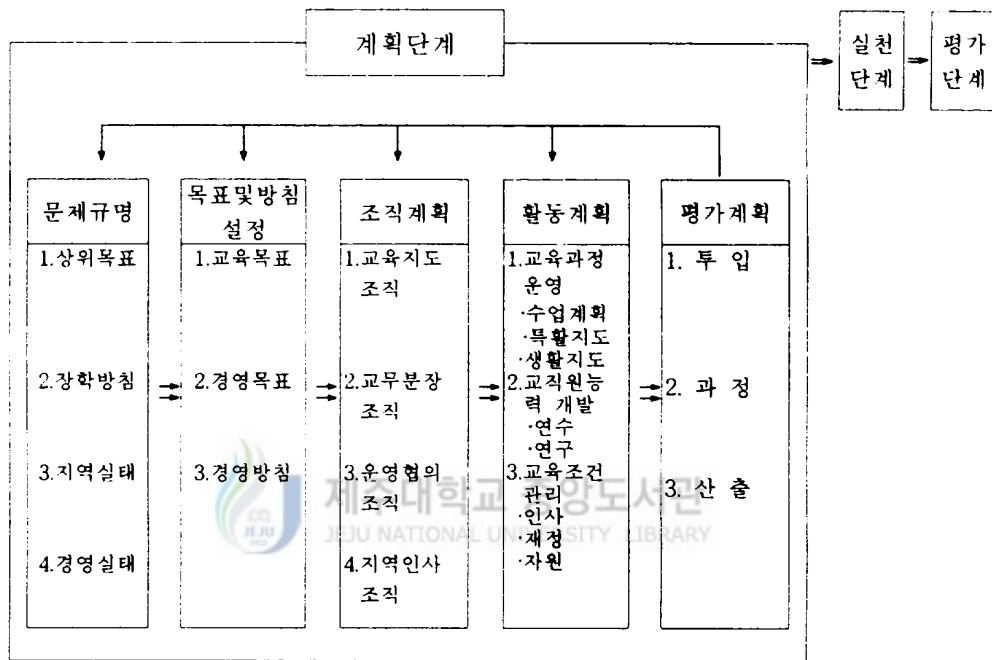 계획단계
실천
단계
평가
단계
문제규명
1.상위목표
2.장학방침
3.지역실태
4.경영실태
목표및방침
설정
1.교육목표
2.경영목표
3.경영방침
조직계획
1.교육지도
조직
2.교무분장
조직
3.운영협의
조직
4.지역인사
조직
활동계획
1.교육과정
운영
·수업계획
·특활지도
·생활지도
2.교직원능
력 개발
·연수
·연구
3.교육조건
관리
·인사
·재정
·자원
평가계획
1. 투 입
2. 과 정
3. 산 출
제주대학교 중앙도서관
JEJU NATIONAL UNIVERSITY LIBRARY
JEJU